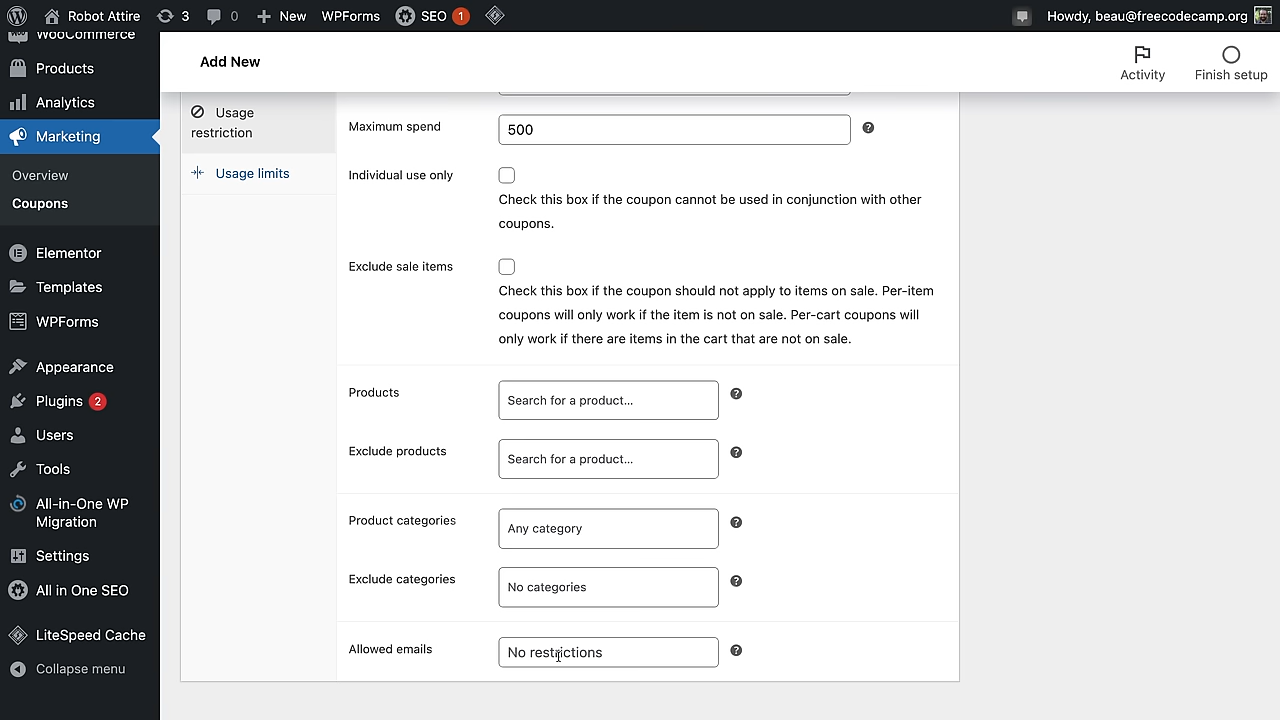 Robot Attire
3
0
New
WPForms
SEO
1
Howdy, beau@freecodecamp.org
WooCommerce
Products
Analytics
Marketing
Overview
Coupons
Elementor
Templates
WPForms
Appearance
Plugins 2
Users
Tools
All-in-One WP
Migration
Settings
All in One SEO
LiteSpeed Cache
Collapse menu
Add New
Activity
Finish setup
Usage
restriction
Usage limits
Maximum spend
500
Individual use only
Check this box if the coupon cannot be used in conjunction with other
coupons.
Exclude sale items
Check this box if the coupon should not apply to items on sale. Per-item
coupons will only work if the item is not on sale. Per-cart coupons will
only work if there are items in the cart that are not on sale.
Products
Search for a product...
Exclude products
Search for a product...
Product categories
Any category
Exclude categories
No categories
Allowed emails
No restrictions